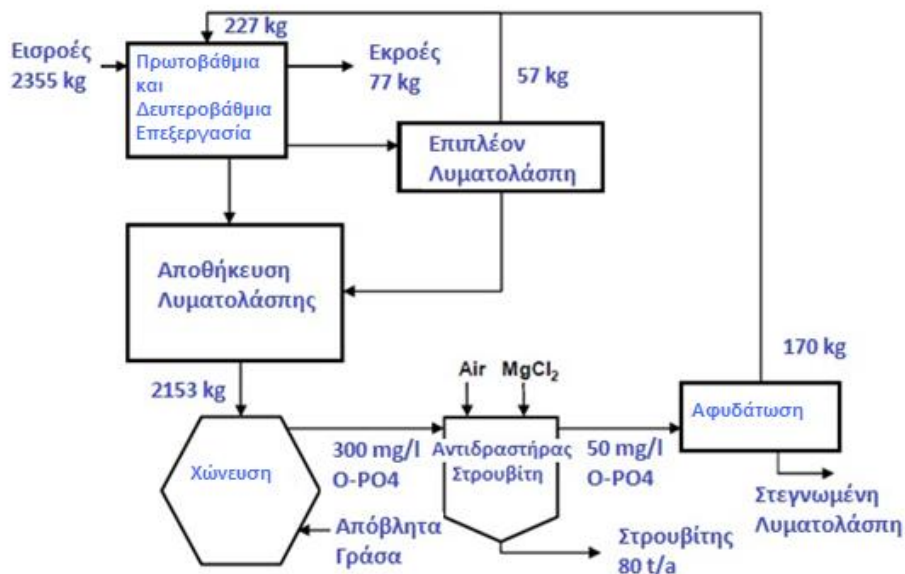 227 kg
Εισροές
2355 kg
Πρωτοβάθμια
και
Δευτεροβάθμια
Επεξεργασία
Εκροές
77 kg
57 kg
Επιπλέον
Λυματολάσπη
Αποθήκευση
Λυματολάσπης
2153 kg
170 kg
Air
MgCl2
Χώνευση
300 mg/l
O-PO4
Αντιδραστήρας
Στρουβίτη
50 mg/l
O-PO4
Αφυδάτωση
Απόβλητα
Γράσα
Στρουβίτης
80 t/a
Στεγνωμένη
Λυματολάσπη